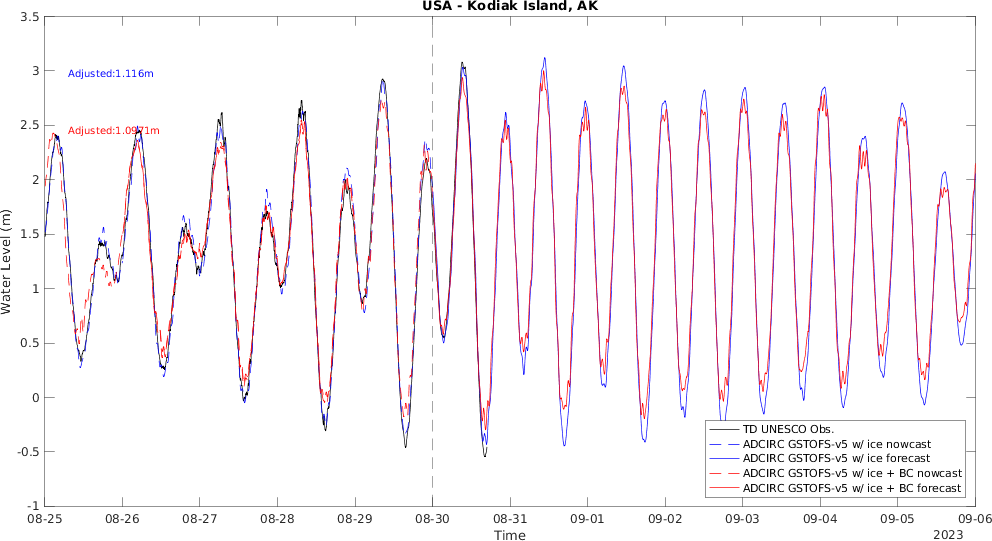 USA - Kodiak Island, AK
3.5
3
2.5
2
1.5
1
0.5
0
-0.5
-1
Water Level (m)
Adjusted:1.116m
Adjusted:1.0971m
TD UNESCO Obs.
ADCIRC GSTOFS-v5 w/ ice nowcast
ADCIRC GSTOFS-v5 w/ ice forecast
ADCIRC GSTOFS-v5 w/ ice + BC nowcast
ADCIRC GSTOFS-v5 w/ ice + BC forecast
08-25 08-26 08-27 08-28 08-29 08-30 08-31 09-01 09-02 09-03 09-04 09-05 09-06
Time
2023